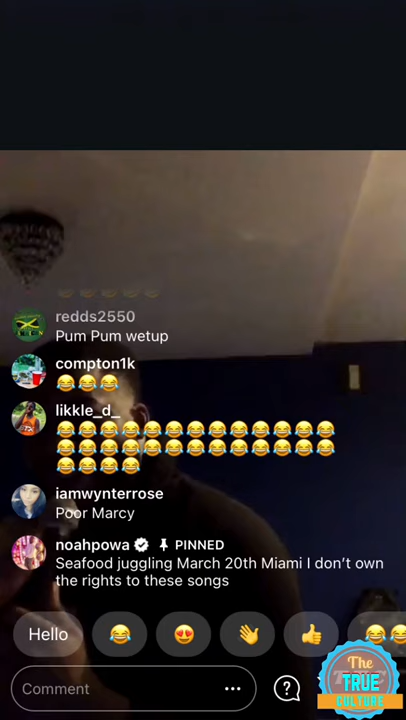 redds2550
Pum Pum wetup
compton1k
😂😂😂
likkle_d_
😂😂😂😂😂😂😂😂😂😂😂😂😂
😂😂😂😂😂😂😂😂😂😂😂😂😂
😂😂😂😂
iamwynterrose
Poor Marcy
noahpowa PINNED
Seafood juggling March 20th Miami I don't own
the rights to these songs
Hello 😂 😍 👋 👍 😂😂
Comment
The
TRUE
CULTURE